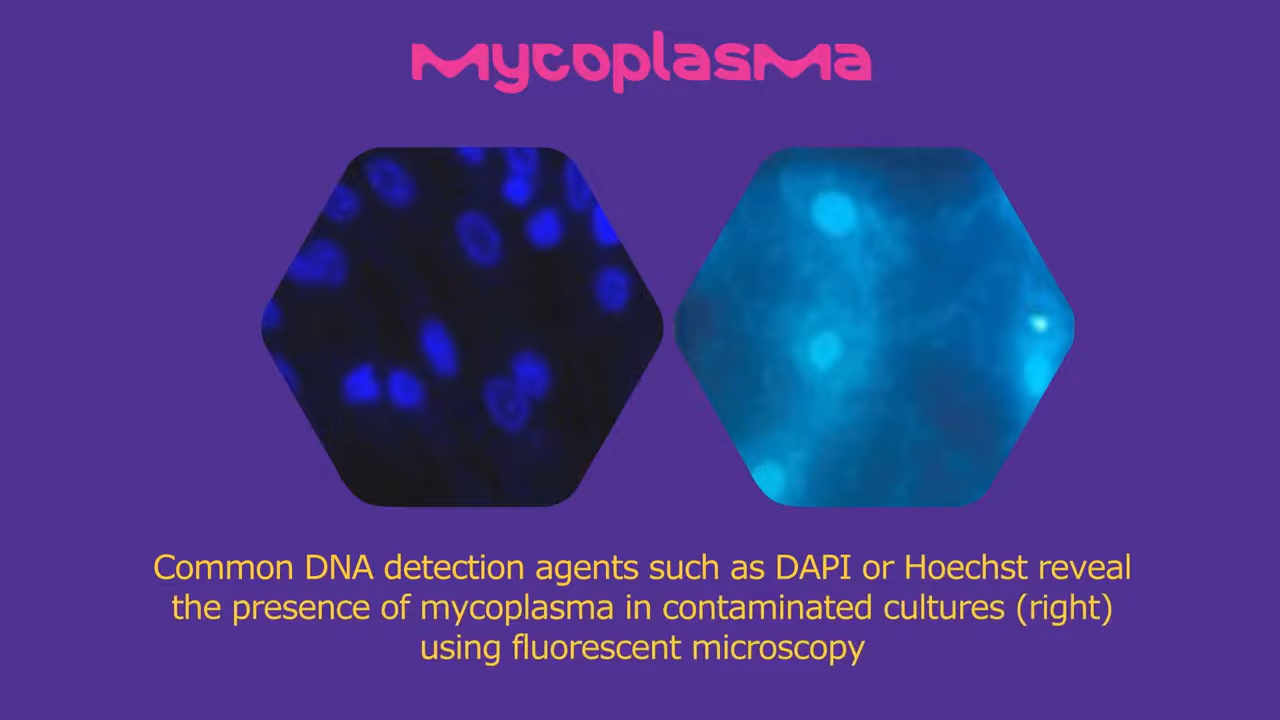 Mycoplasma
Common DNA detection agents such as DAPI or Hoechst reveal
the presence of mycoplasma in contaminated cultures (right)
using fluorescent microscopy